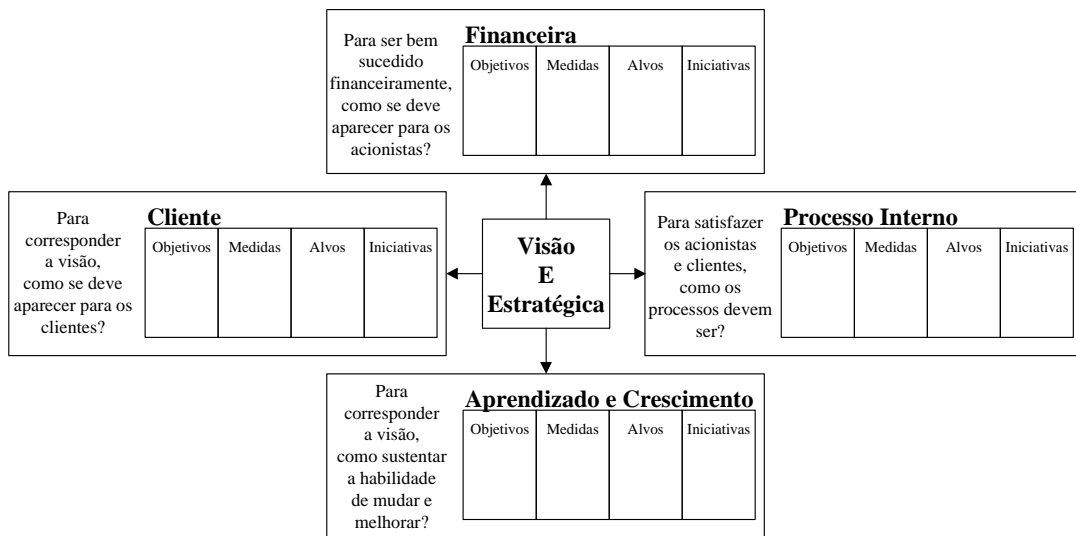 Financeira
Para ser bem
sucedido
financeiramente,
como se deve
aparecer para os
acionistas?
Objetivos Medidas Alvos Iniciativas
Cliente
Para
corresponder
a visão,
como se deve
aparecer para os
clientes?
Objetivos Medidas Alvos Iniciativas
Visão
E
Estratégica
Processo Interno
Para satisfazer
os acionistas
e clientes,
como os
processos devem
ser?
Objetivos Medidas Alvos Iniciativas
Aprendizado e Crescimento
Para
corresponder
a visão,
como sustentar
a habilidade
de mudar e
melhorar?
Objetivos Medidas Alvos Iniciativas